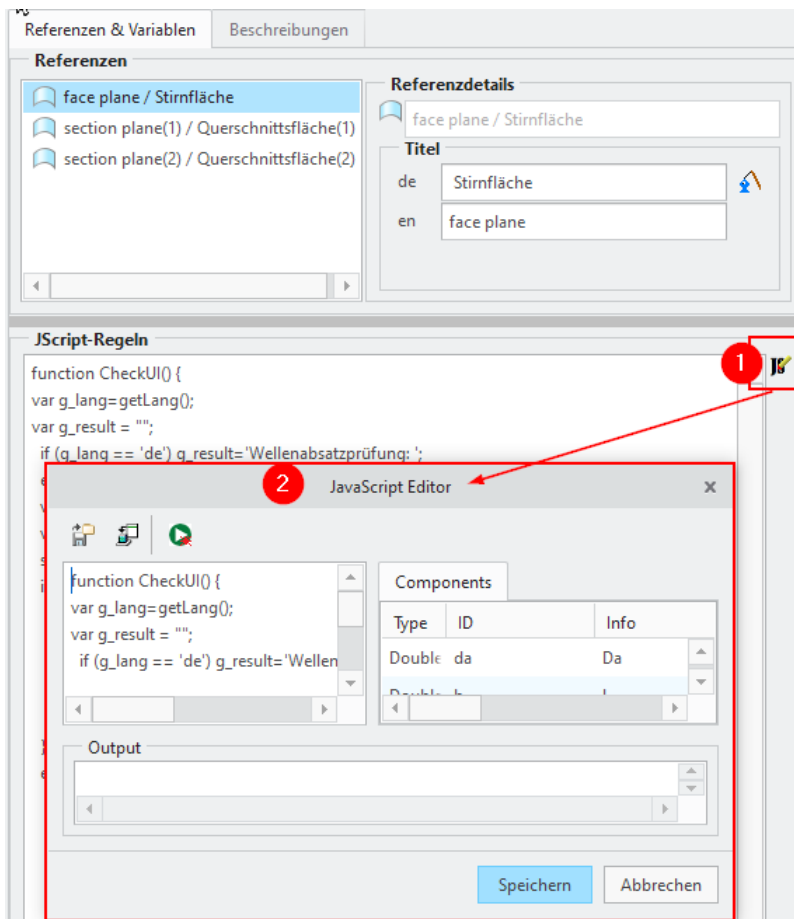 Referenzen & Variablen
Beschreibungen
Referenzen
face plane / Stirnfläche
section plane(1) / Querschnittsfläche(1)
section plane(2) / Querschnittsfläche(2)
Referenzdetails
face plane / Stirnfläche
Titel
de
Stirnfläche
en
face plane
JScript-Regeln
1
function CheckUI() {
var g_lang=getLang();
var g_result = "";
if (g_lang == 'de') g_result='Wellenabsatzprüfung: ';
2
JavaScript Editor
function CheckUI() {
var g_lang=getLang();
var g_result = "";
if (g_lang == 'de') g_result='Wellen
Components
Type ID Info
Double da Da
Output
Speichern
Abbrechen